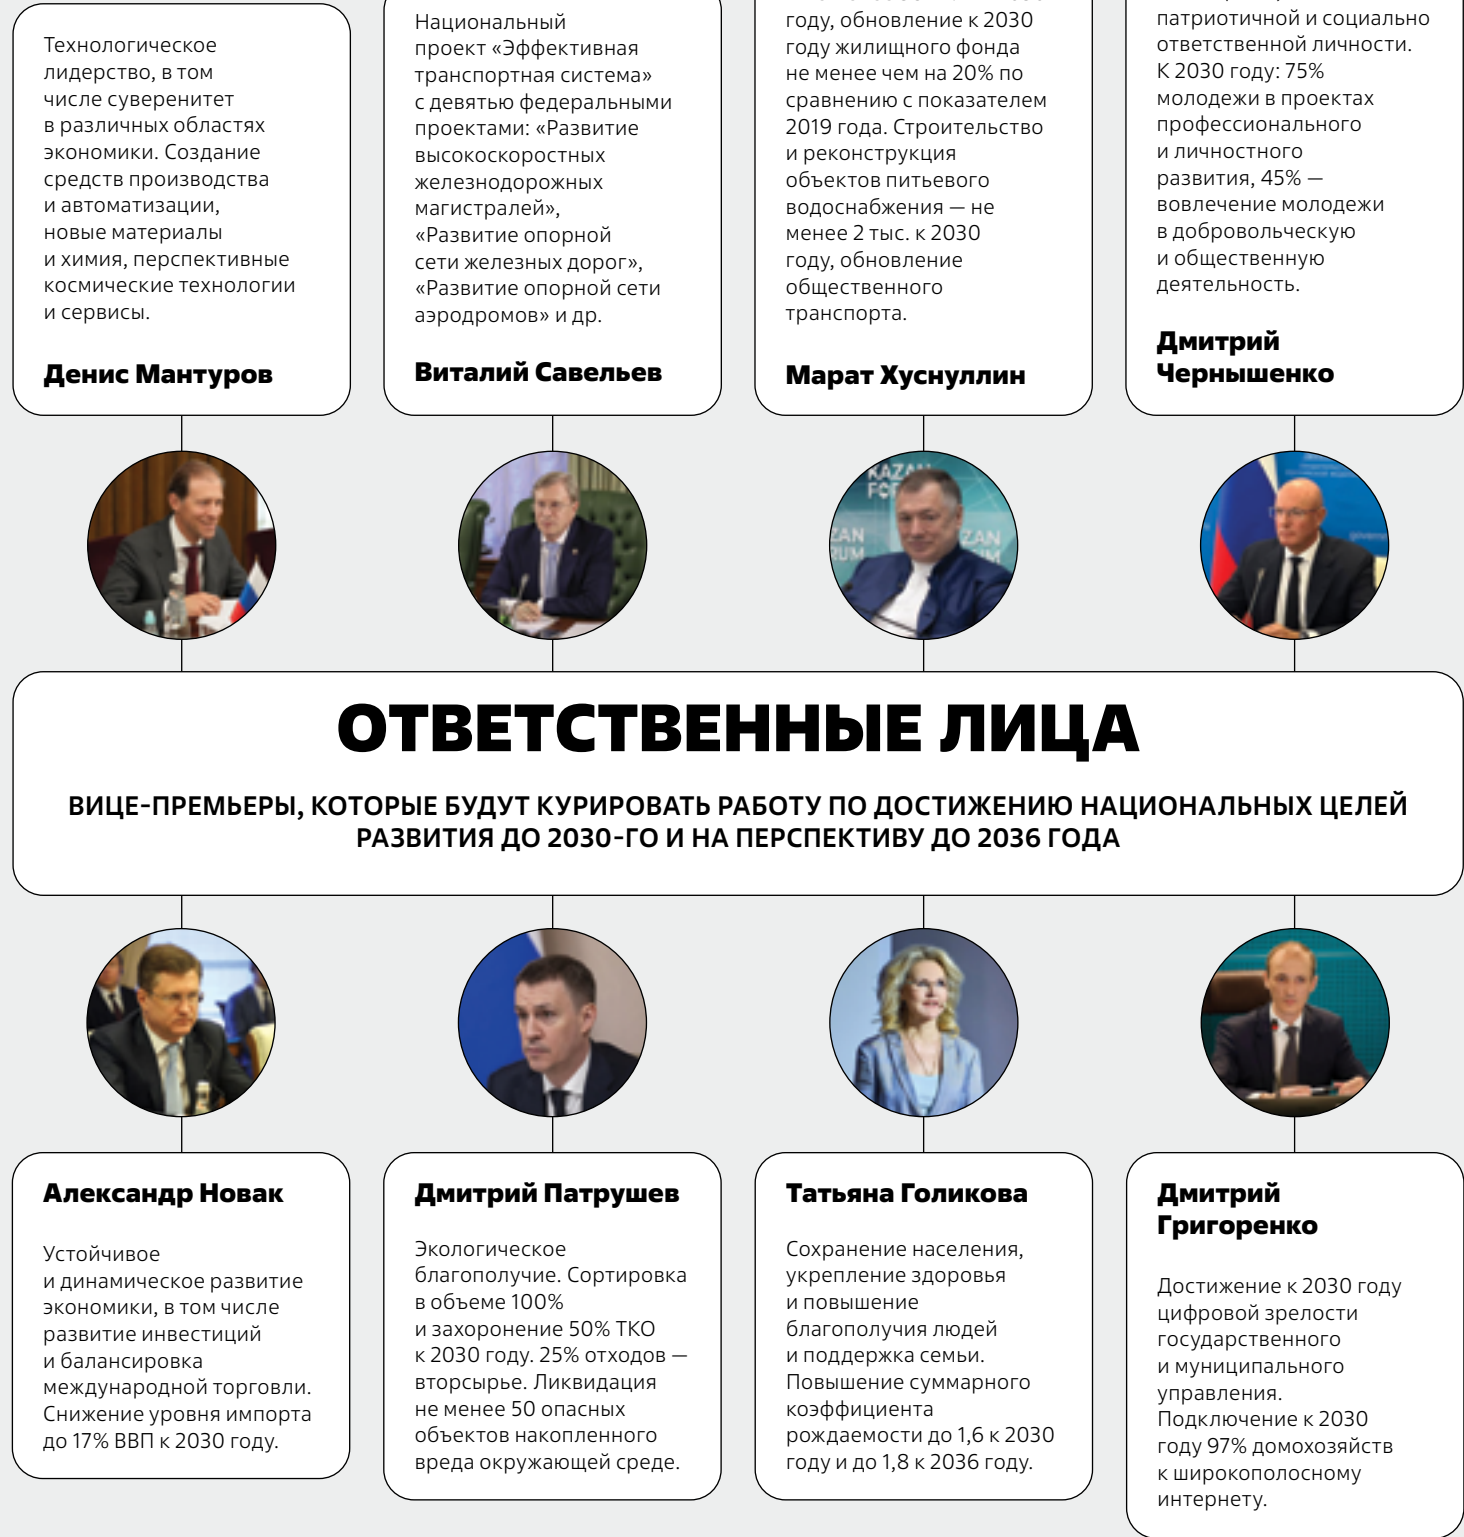 Технологическое
лидерство, в том
числе суверенитет
в различных областях
экономики. Создание
средств производства
и автоматизации,
новые материалы
и химия, перспективные
космические технологии
и сервисы.
Денис Мантуров
Национальный
проект «Эффективная
транспортная система»
с девятью федеральными
проектами: «Развитие
высокоскоростных
железнодорожных
магистралей»,
«Развитие опорной
сети железных дорог»,
«Развитие опорной сети
аэродромов» и др.
Виталий Савельев
году, обновление к 2030
году жилищного фонда
не менее чем на 20% по
сравнению с показателем
2019 года. Строительство
и реконструкция
объектов питьевого
водоснабжения — не
менее 2 тыс. к 2030
году, обновление
общественного
транспорта.
Марат Хуснуллин
патриотичной и социально
ответственной личности.
К 2030 году: 75%
молодежи в проектах
профессионального
и личностного
развития, 45% —
вовлечение молодежи
в добровольческую
и общественную
деятельность.
Дмитрий
Чернышенко
KAZAN
ZAN
ZAN
UM
ОТВЕТСТВЕННЫЕ ЛИЦА
ВИЦЕ-ПРЕМЬЕРЫ, КОТОРЫЕ БУДУТ КУРИРОВАТЬ РАБОТУ ПО ДОСТИЖЕНИЮ НАЦИОНАЛЬНЫХ ЦЕЛЕЙ
РАЗВИТИЯ ДО 2030-ГО И НА ПЕРСПЕКТИВУ ДО 2036 ГОДА
Александр Новак
Устойчивое
и динамическое развитие
экономики, в том числе
развитие инвестиций
и балансировка
международной торговли.
Снижение уровня импорта
до 17% ВВП к 2030 году.
Дмитрий Патрушев
Экологическое
благополучие. Сортировка
в объеме 100%
и захоронение 50% ТКО
к 2030 году. 25% отходов —
вторсырье. Ликвидация
не менее 50 опасных
объектов накопленного
вреда окружающей среде.
Татьяна Голикова
Сохранение населения,
укрепление здоровья
и повышение
благополучия людей
и поддержка семьи.
Повышение суммарного
коэффициента
рождаемости до 1,6 к 2030
году и до 1,8 к 2036 году.
Дмитрий
Григоренко
Достижение к 2030 году
цифровой зрелости
государственного
и муниципального
управления.
Подключение к 2030
году 97% домохозяйств
к широкополосному
интернету.